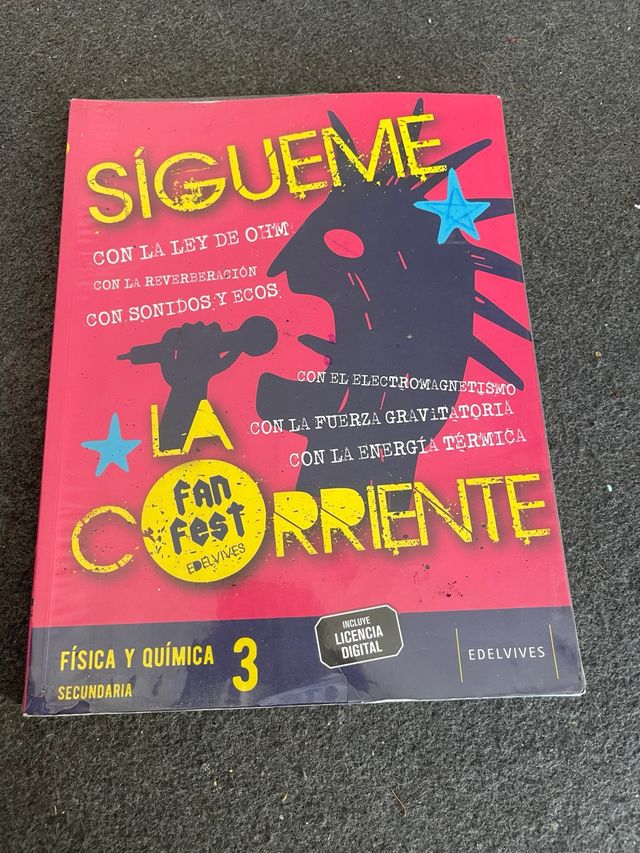 SÍGUEME
CON LA LEY DE OHM
CON LA REVERBERACIÓN
CON SONIDOS Y ECOS
CON EL ELECTROMAGNETISMO
CON LA FUERZA GRAVITATORIA
CON LA ENERGÍA TÉRMICA
LA
CORRIENTE
FAN
FEST
EDELVIVES
FÍSICA Y QUÍMICA 3
SECUNDARIA
INCLUYE
LICENCIA
DIGITAL
EDELVIVES